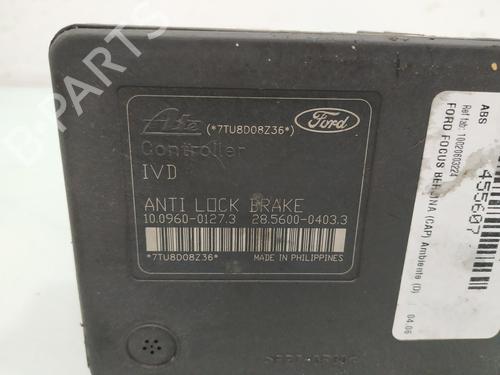 Ate (*7TU8D08Z36*) Ford
Controller
IVD
ANTI LOCK BRAKE
10.0960-0127.3 28.5600-0403.3
*7TU8D08Z36* MADE IN PHILIPPINES
ABS
Ref fab: 10020603224
FORD FOCUS BERLINA (CAP) Ambiente (D)
04.06
455607
B-Parts